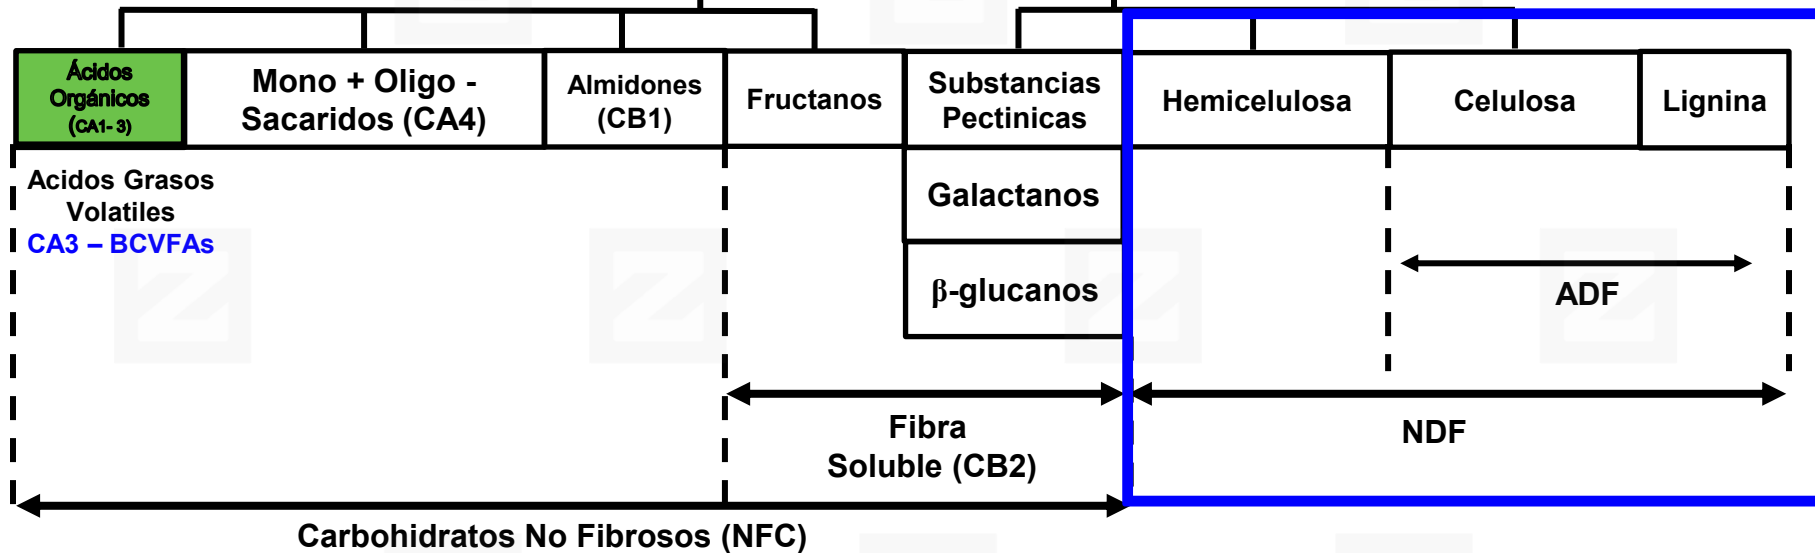 Ácidos
Orgánicos
(CA1- 3)
Mono + Oligo -
Sacaridos (CA4)
Almidones
(CB1)
Fructanos
Substancias
Pectinicas
Hemicelulosa
Celulosa
Lignina
Acidos Grasos
Volatiles
CA3 – BCVFAs
Galactanos
β-glucanos
ADF
Fibra
Soluble (CB2)
NDF
Carbohidratos No Fibrosos (NFC)